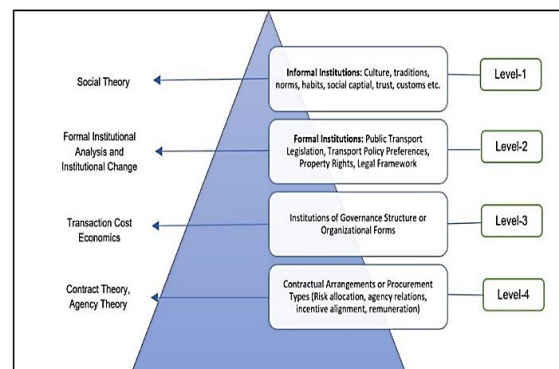 Social Theory
Informal Institutions: Culture, traditions,
norms, habits, social captial, trust, customs etc.
Level-1
Formal Institutional
Analysis and
Institutional Change
Formal Institutions: Public Transport
Legislation, Transport Policy Preferences,
Property Rights, Legal Framework
Level-2
Transaction Cost
Economics
Institutions of Governance Structure or
Organizational Forms
Level-3
Contract Theory,
Agency Theory
Contractual Arrangements or Procurement
Types (Risk allocation, agency relations,
incentive alignment, remuneration)
Level-4